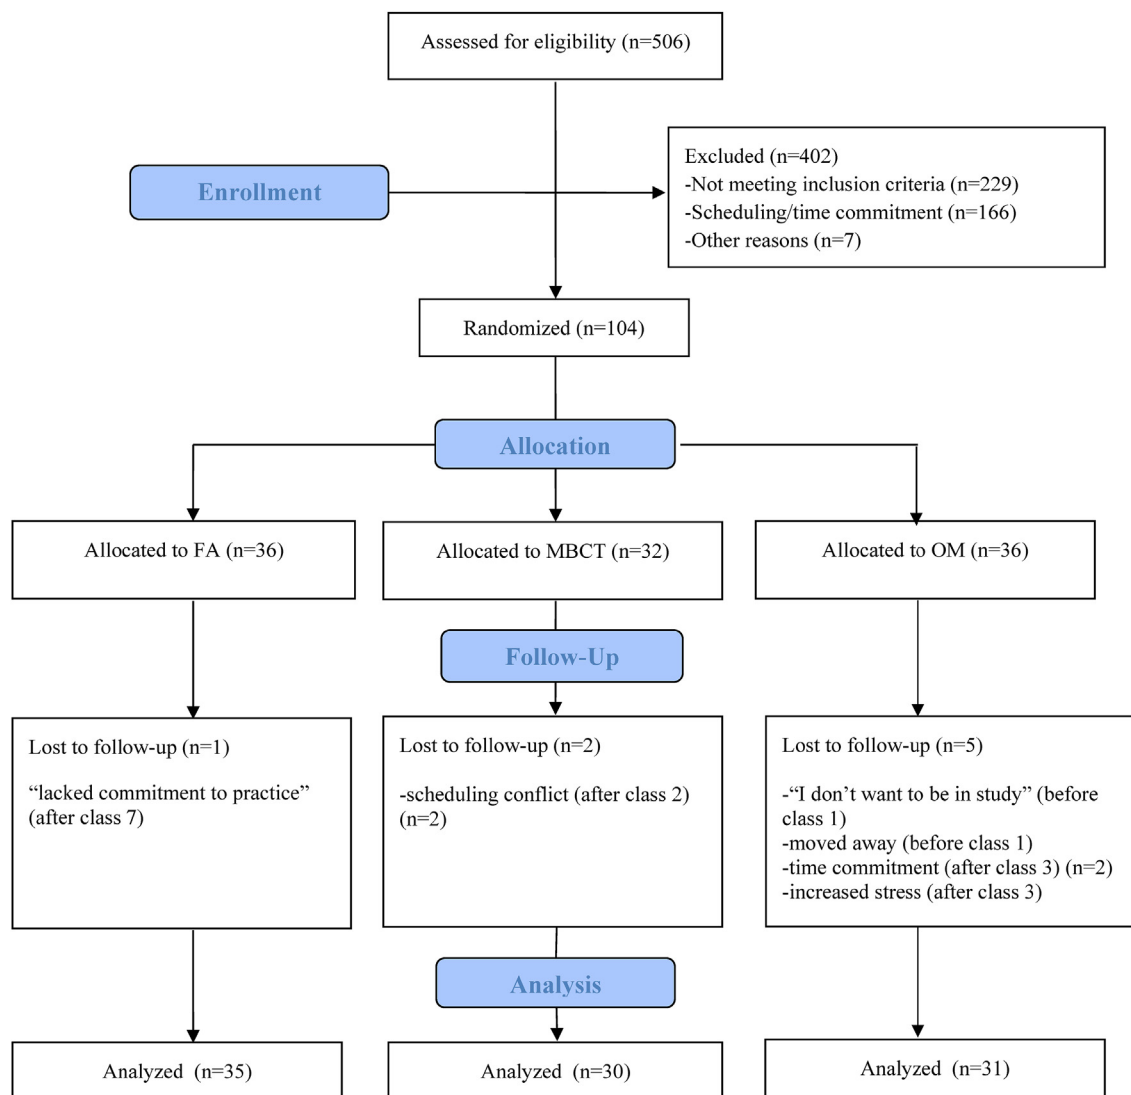 Assessed for eligibility (n=506)
Excluded (n=402)
-Not meeting inclusion criteria (n=229)
-Scheduling/time commitment (n=166)
-Other reasons (n=7)
Enrollment
Randomized (n=104)
Allocation
Allocated to FA (n=36)
Allocated to MBCT (n=32)
Allocated to OM (n=36)
Follow-Up
Lost to follow-up (n=1)
“lacked commitment to practice”
(after class 7)
Lost to follow-up (n=2)
-scheduling conflict (after class 2)
(n=2)
Lost to follow-up (n=5)
-“I don’t want to be in study” (before
class 1)
-moved away (before class 1)
-time commitment (after class 3) (n=2)
-increased stress (after class 3)
Analysis
Analyzed (n=35)
Analyzed (n=30)
Analyzed (n=31)